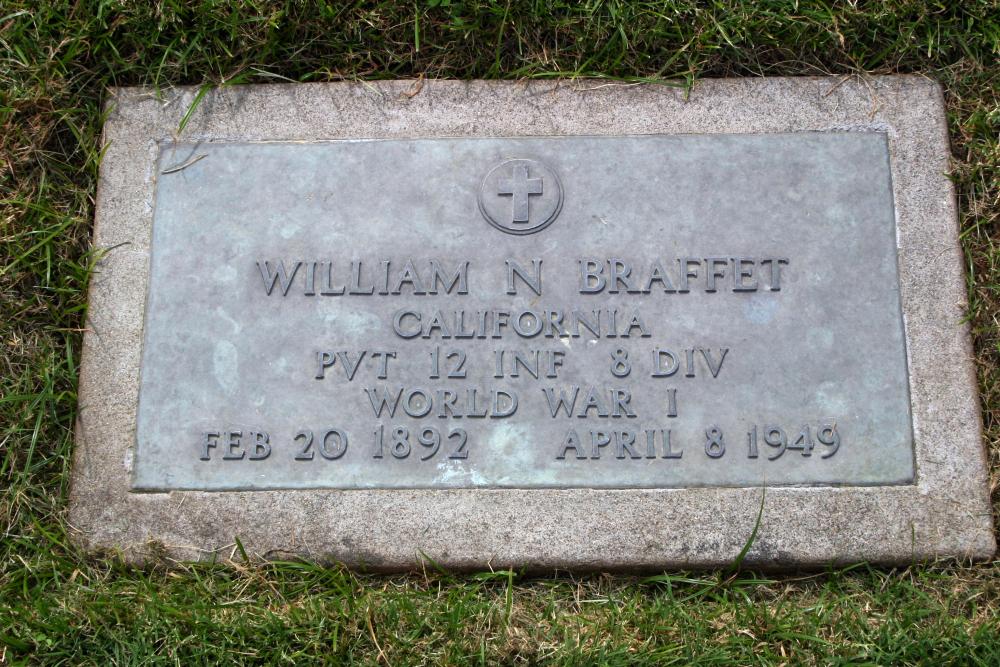 WILLIAM N BRAFFET
CALIFORNIA
PVT 12 INF 8 DIV
WORLD WAR I
FEB 20 1892 APRIL 8 1949